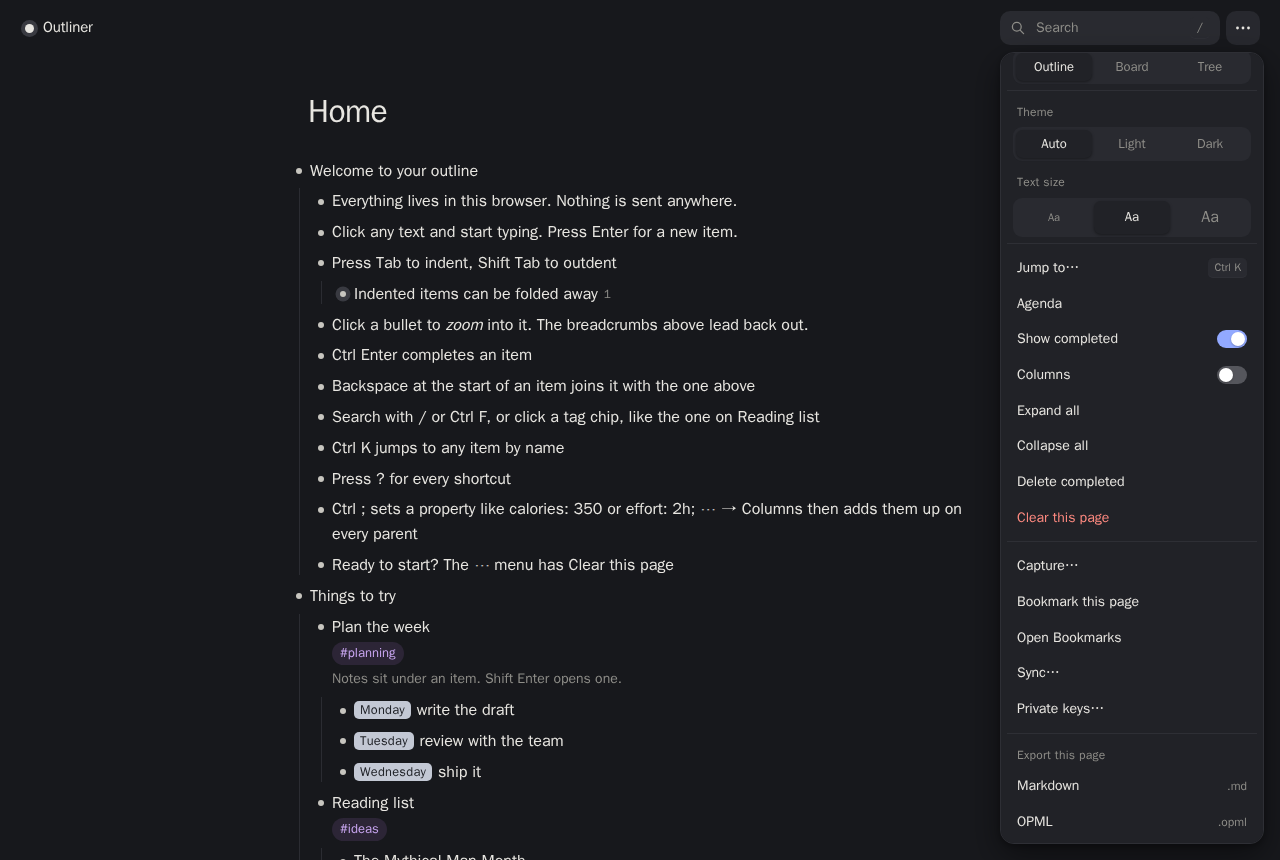 Outliner
Search /
Home
Welcome to your outline
Everything lives in this browser. Nothing is sent anywhere.
Click any text and start typing. Press Enter for a new item.
Press Tab to indent, Shift Tab to outdent
Indented items can be folded away 1
Click a bullet to zoom into it. The breadcrumbs above lead back out.
Ctrl Enter completes an item
Backspace at the start of an item joins it with the one above
Search with / or Ctrl F, or click a tag chip, like the one on Reading list
Ctrl K jumps to any item by name
Press ? for every shortcut
Ctrl ; sets a property like calories: 350 or effort: 2h; ⋯ → Columns then adds them up on
every parent
Ready to start? The ⋯ menu has Clear this page
Things to try
Plan the week
#planning
Notes sit under an item. Shift Enter opens one.
Monday write the draft
Tuesday review with the team
Wednesday ship it
Reading list
#ideas
The Mythical Man-Month
Outline Board Tree
Theme
Auto Light Dark
Text size
Aa Aa Aa
Jump to⋯ Ctrl K
Agenda
Show completed
Columns
Expand all
Collapse all
Delete completed
Clear this page
Capture⋯
Bookmark this page
Open Bookmarks
Sync⋯
Private keys⋯
Export this page
Markdown .md
OPML .opml